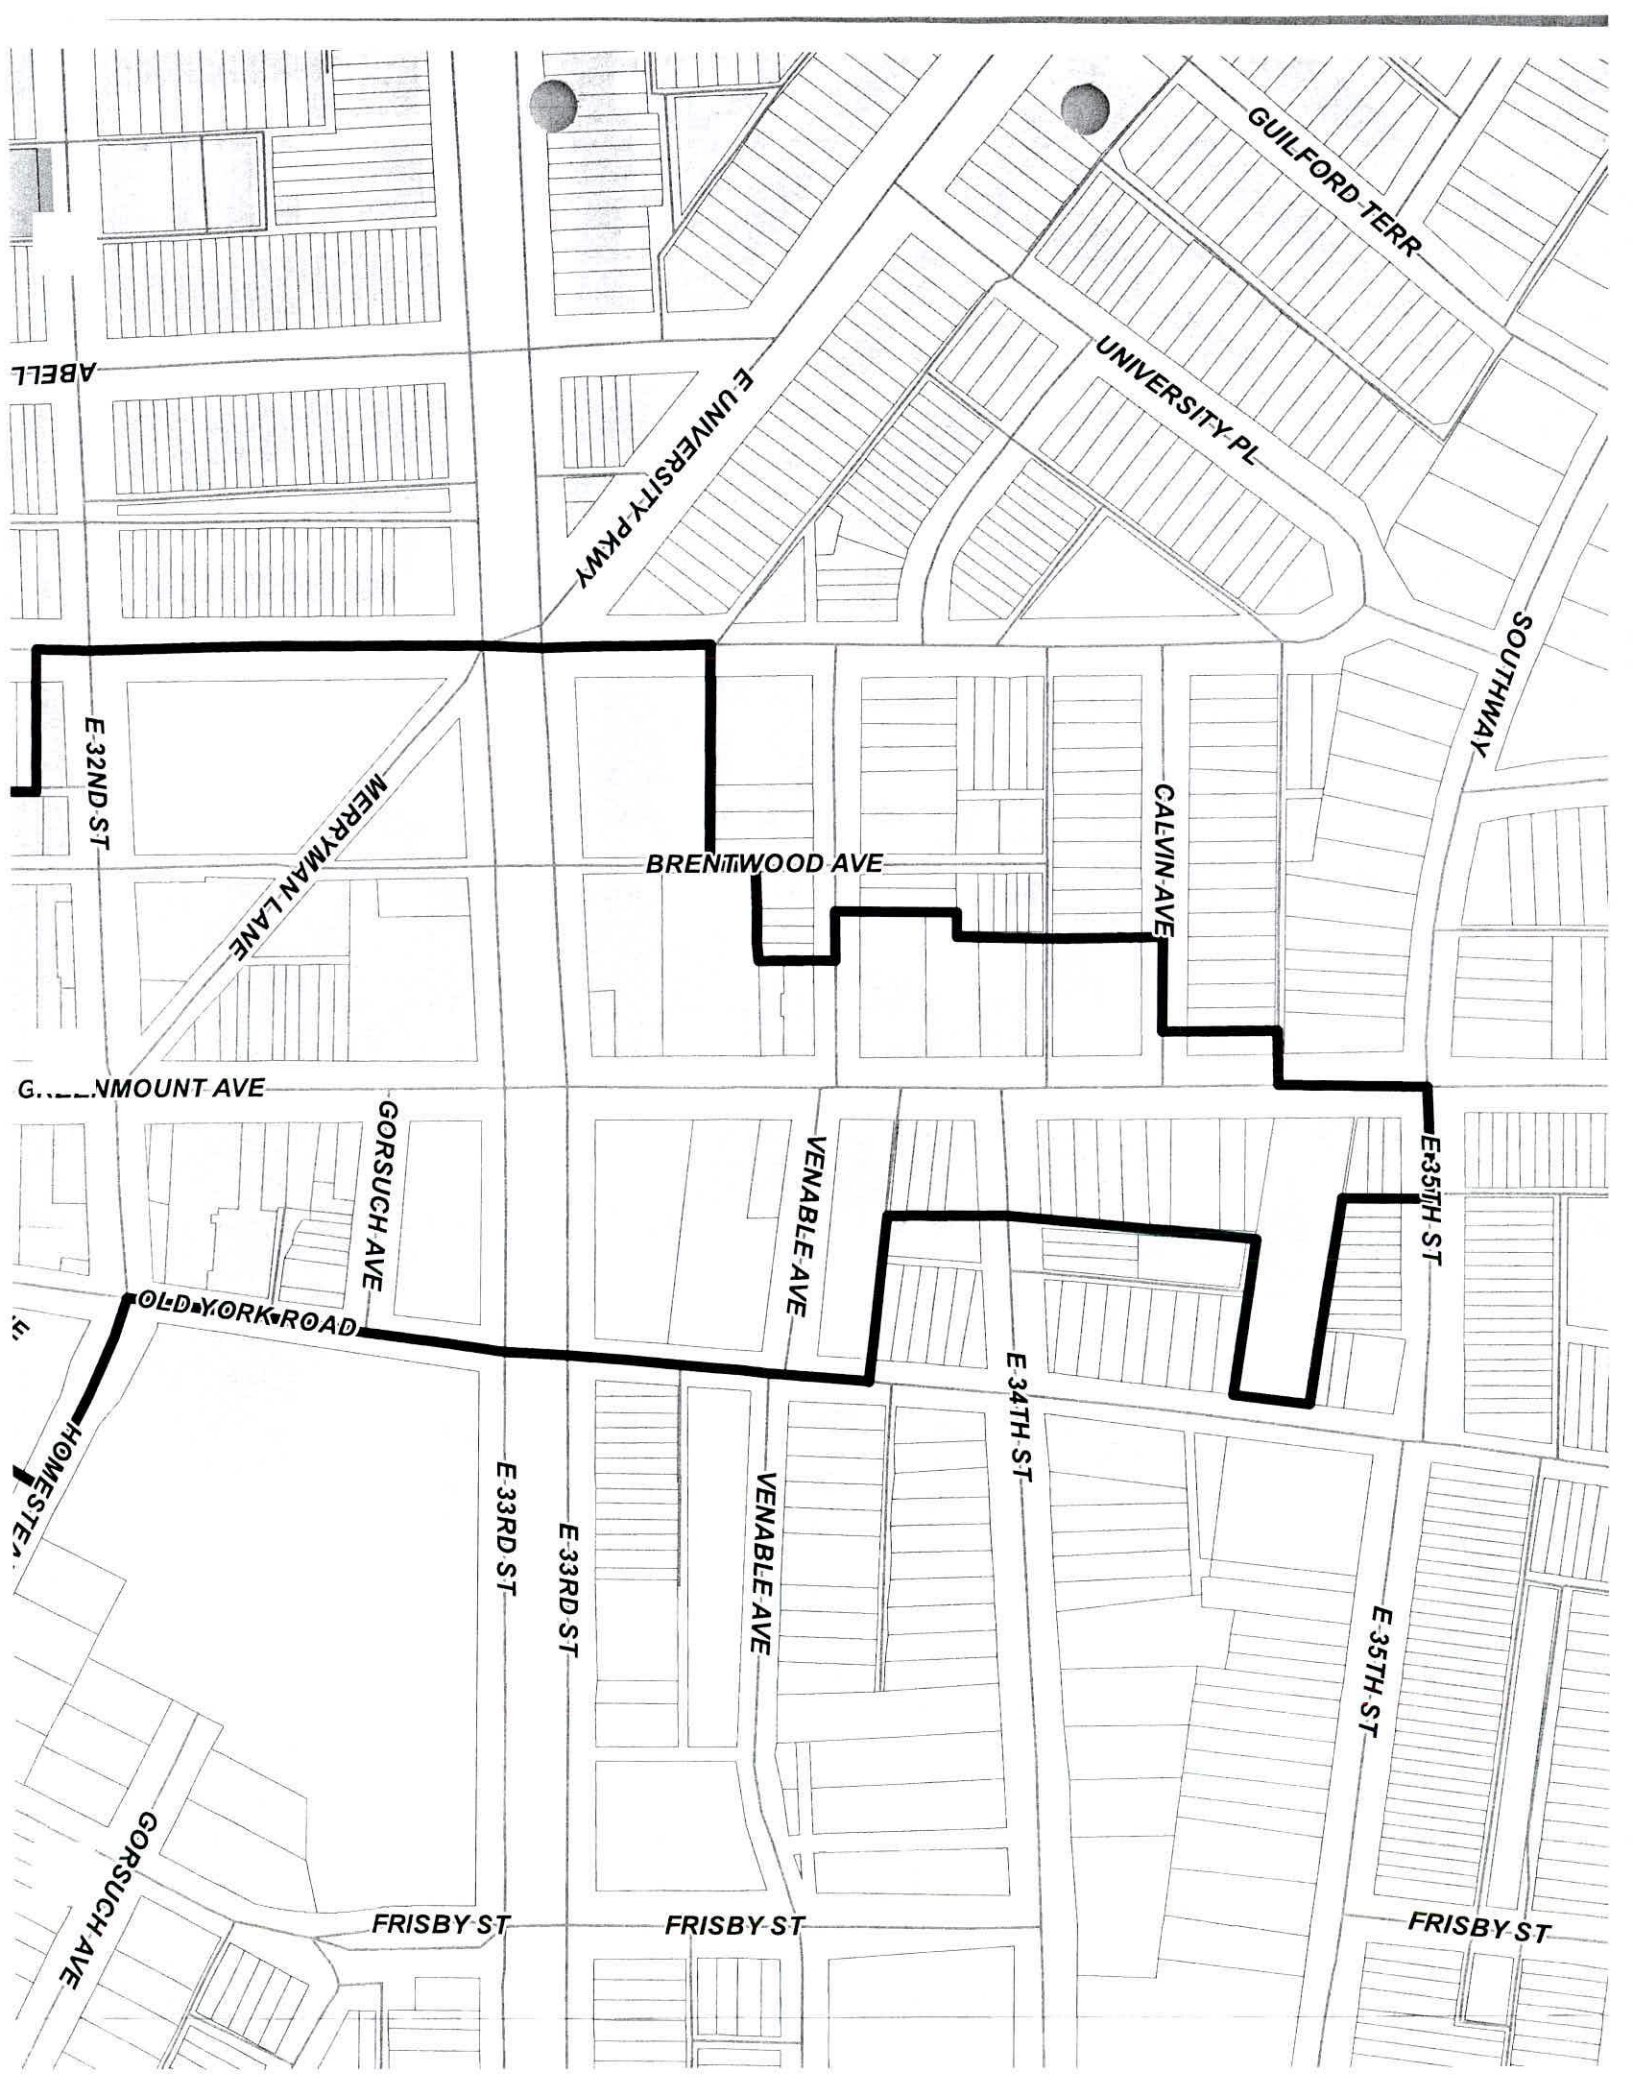 GUILFORD TERR
ABELL
E UNIVERSITY PKWY
UNIVERSITY PL
SOUTHWAY
E 32ND ST
MERRYMAN LANE
CALVIN AVE
BRENTWOOD AVE
NMOUNT AVE
GORSUCH AVE
VENABLE AVE
E 35TH ST
OLD YORK ROAD
E 34TH ST
E 33RD ST
VENABLE AVE
E 33RD ST
E 35TH ST
GORSUCH AVE
FRISBY ST
FRISBY ST
FRISBY ST